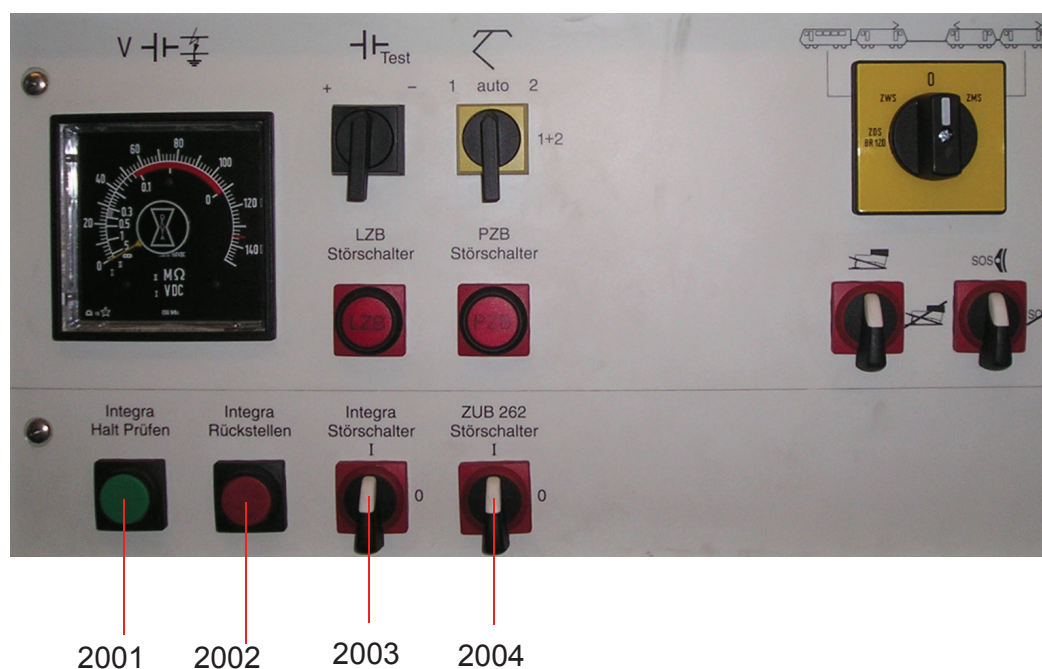 V
Test
+ −
1 auto 2
1+2
0
ZWS ZMS
ZDS
BR 120
60 80
40 100
20 120
0 140
0.1 0
0.3
0.5
1
5
∞
MΩ
VDC
LZB
Störschalter
PZB
Störschalter
LZB
PZB
SOS
SO
Integra
Halt Prüfen
Integra
Rückstellen
Integra
Störschalter
I
0
ZUB 262
Störschalter
I
0
2001 2002 2003 2004